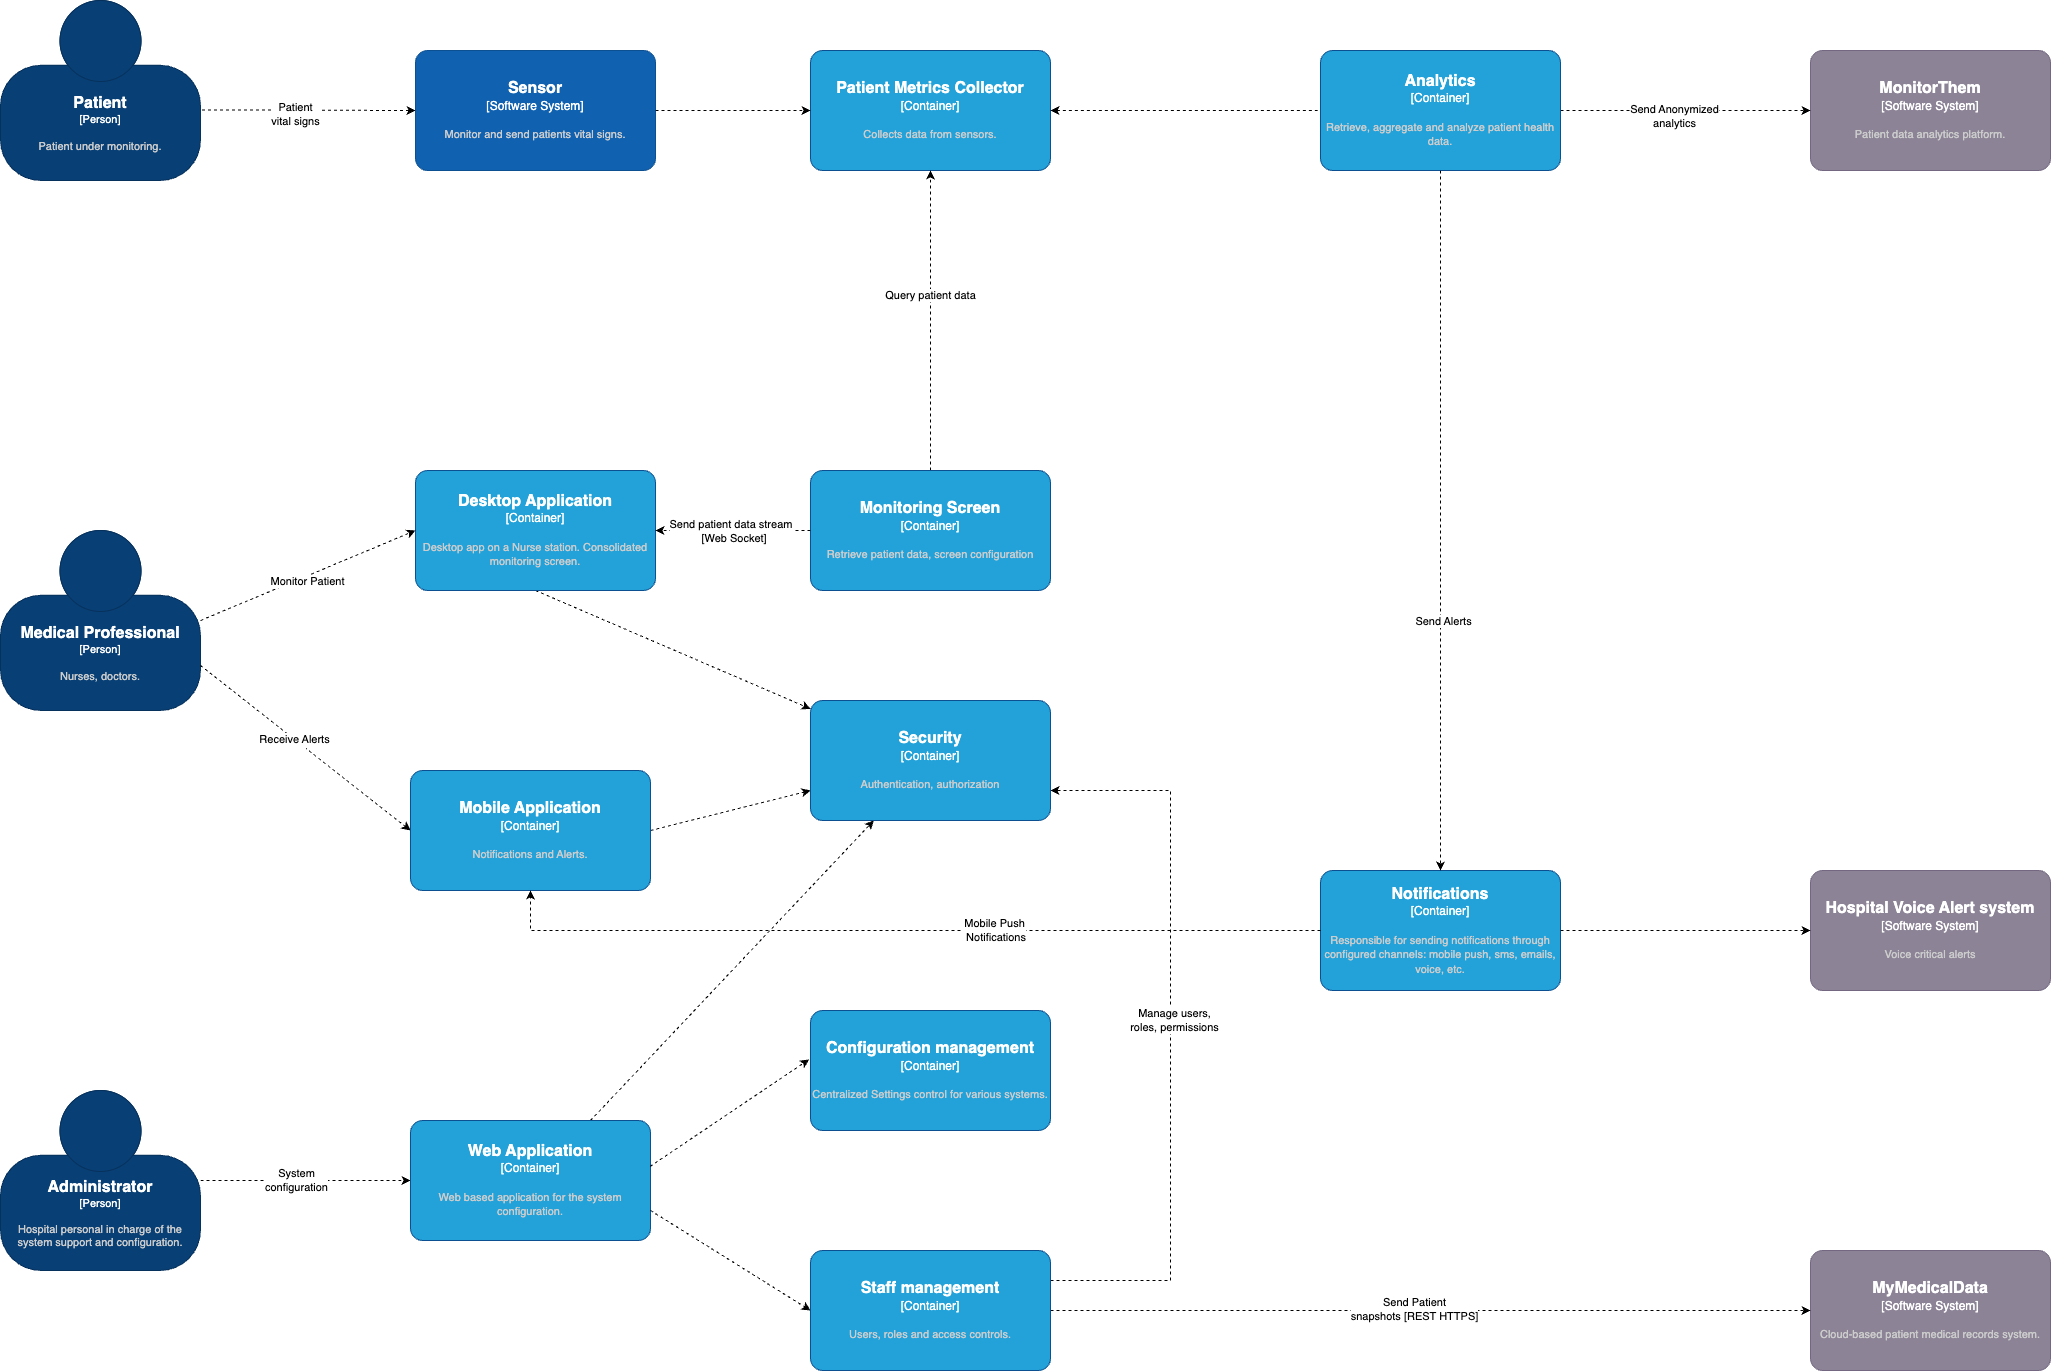 Patient
[Person]
Patient under monitoring.
Patient
vital signs
Sensor
[Software System]
Monitor and send patients vital signs.
Patient Metrics Collector
[Container]
Collects data from sensors.
Analytics
[Container]
Retrieve, aggregate and analyze patient health
data.
Send Anonymized
analytics
MonitorThem
[Software System]
Patient data analytics platform.
Query patient data
Desktop Application
[Container]
Desktop app on a Nurse station. Consolidated
monitoring screen.
Send patient data stream
[Web Socket]
Monitoring Screen
[Container]
Retrieve patient data, screen configuration
Monitor Patient
Medical Professional
[Person]
Nurses, doctors.
Send Alerts
Receive Alerts
Security
[Container]
Authentication, authorization
Mobile Application
[Container]
Notifications and Alerts.
Mobile Push
Notifications
Notifications
[Container]
Responsible for sending notifications through
configured channels: mobile push, sms, emails,
voice, etc.
Hospital Voice Alert system
[Software System]
Voice critical alerts
Manage users,
roles, permissions
Configuration management
[Container]
Centralized Settings control for various systems.
Administrator
[Person]
Hospital personal in charge of the
system support and configuration.
System
configuration
Web Application
[Container]
Web based application for the system
configuration.
Staff management
[Container]
Users, roles and access controls.
Send Patient
snapshots [REST HTTPS]
MyMedicalData
[Software System]
Cloud-based patient medical records system.